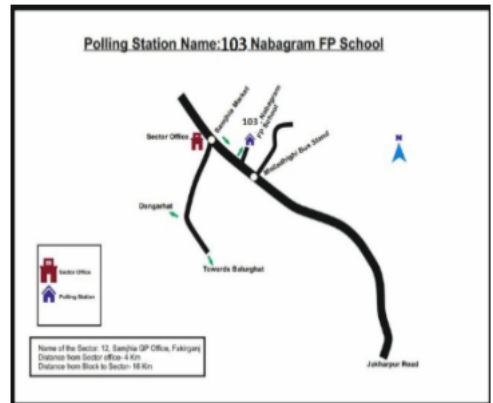 Polling Station Name:103 Nabagram FP School
Samjhia Market
103 , Nabagram
FP School
Sector Office
Matadhighi Bus Stand
N
Dangarhat
Towards Balurghat
Sector Office
Polling Station
Jakharpur Road
Name of the Sector: 12, Samjhia GP Office, Fakirganj
Distance from Sector office- 4 Km
Distance from Block to Sector- 16 Km